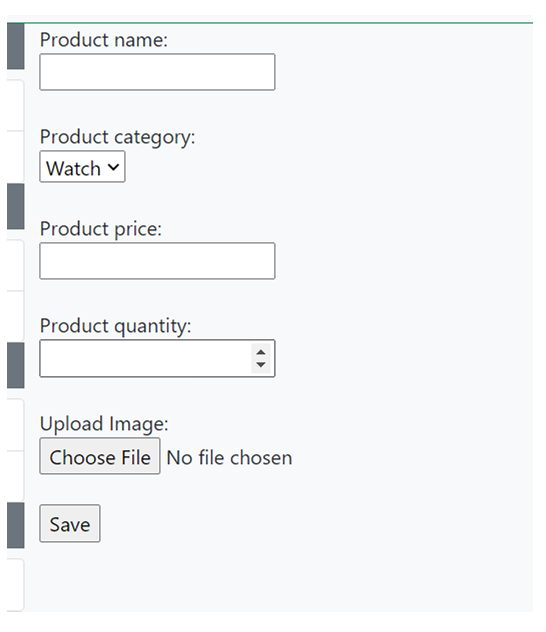 Product name:
Product category:
Watch
Product price:
Product quantity:
Upload Image:
Choose File No file chosen
Save